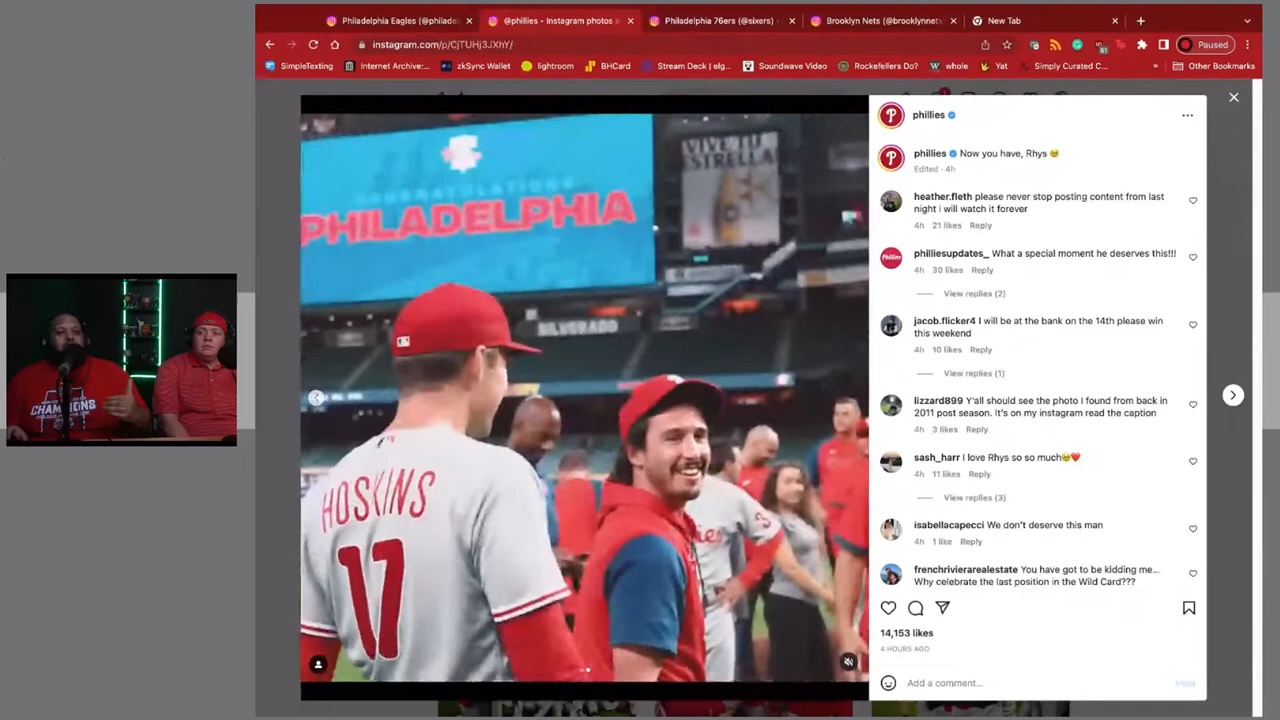 Philadelphia Eagles (@philadel
@phillies • Instagram photos a
Philadelphia 76ers (@sixers)
Brooklyn Nets (@brooklynnets)
New Tab
instagram.com/p/CjTUHj3JXhY/
Paused
SimpleTexting
Internet Archive:...
zkSync Wallet
lightroom
BHCard
Stream Deck | elg...
Soundwave Video
Rockefellers Do?
whole
Yat
Simply Curated C...
»
Other Bookmarks
CONGRATULATIONS
PHILADELPHIA
ESTRELLA
SILVERADO
HOSKINS
17
CHAMPIONS
phillies
phillies Now you have, Rhys 🥹
Edited · 4h
heather.fleth please never stop posting content from last
night i will watch it forever
4h 21 likes Reply
philliesupdates_ What a special moment he deserves this!!!
4h 30 likes Reply
View replies (2)
jacob.flicker4 I will be at the bank on the 14th please win
this weekend
4h 10 likes Reply
View replies (1)
lizzard899 Y'all should see the photo I found from back in
2011 post season. It's on my instagram read the caption
4h 3 likes Reply
sash_harr I love Rhys so so much🥹❤️
4h 11 likes Reply
View replies (3)
isabellacapecci We don't deserve this man
4h 1 like Reply
frenchrivierarealestate You have got to be kidding me...
Why celebrate the last position in the Wild Card???
14,153 likes
4 HOURS AGO
Add a comment...
Post